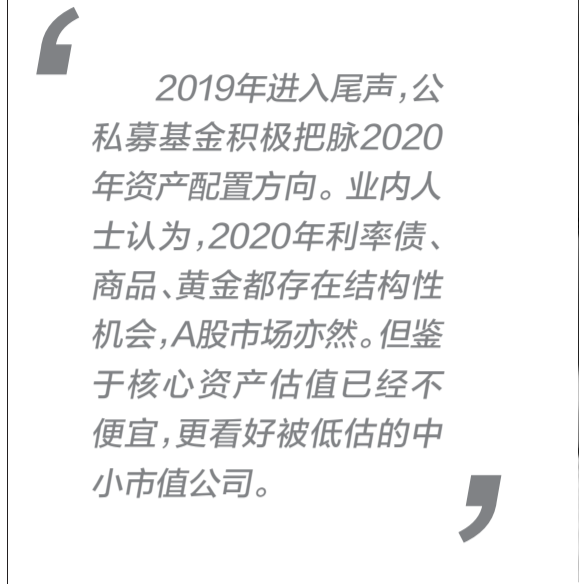 2019年进入尾声，公
私募基金积极把脉2020
年资产配置方向。业内人
士认为，2020年利率债、
商品、黄金都存在结构性
机会，A股市场亦然。但鉴
于核心资产估值已经不
便宜，更看好被低估的中
小市值公司。